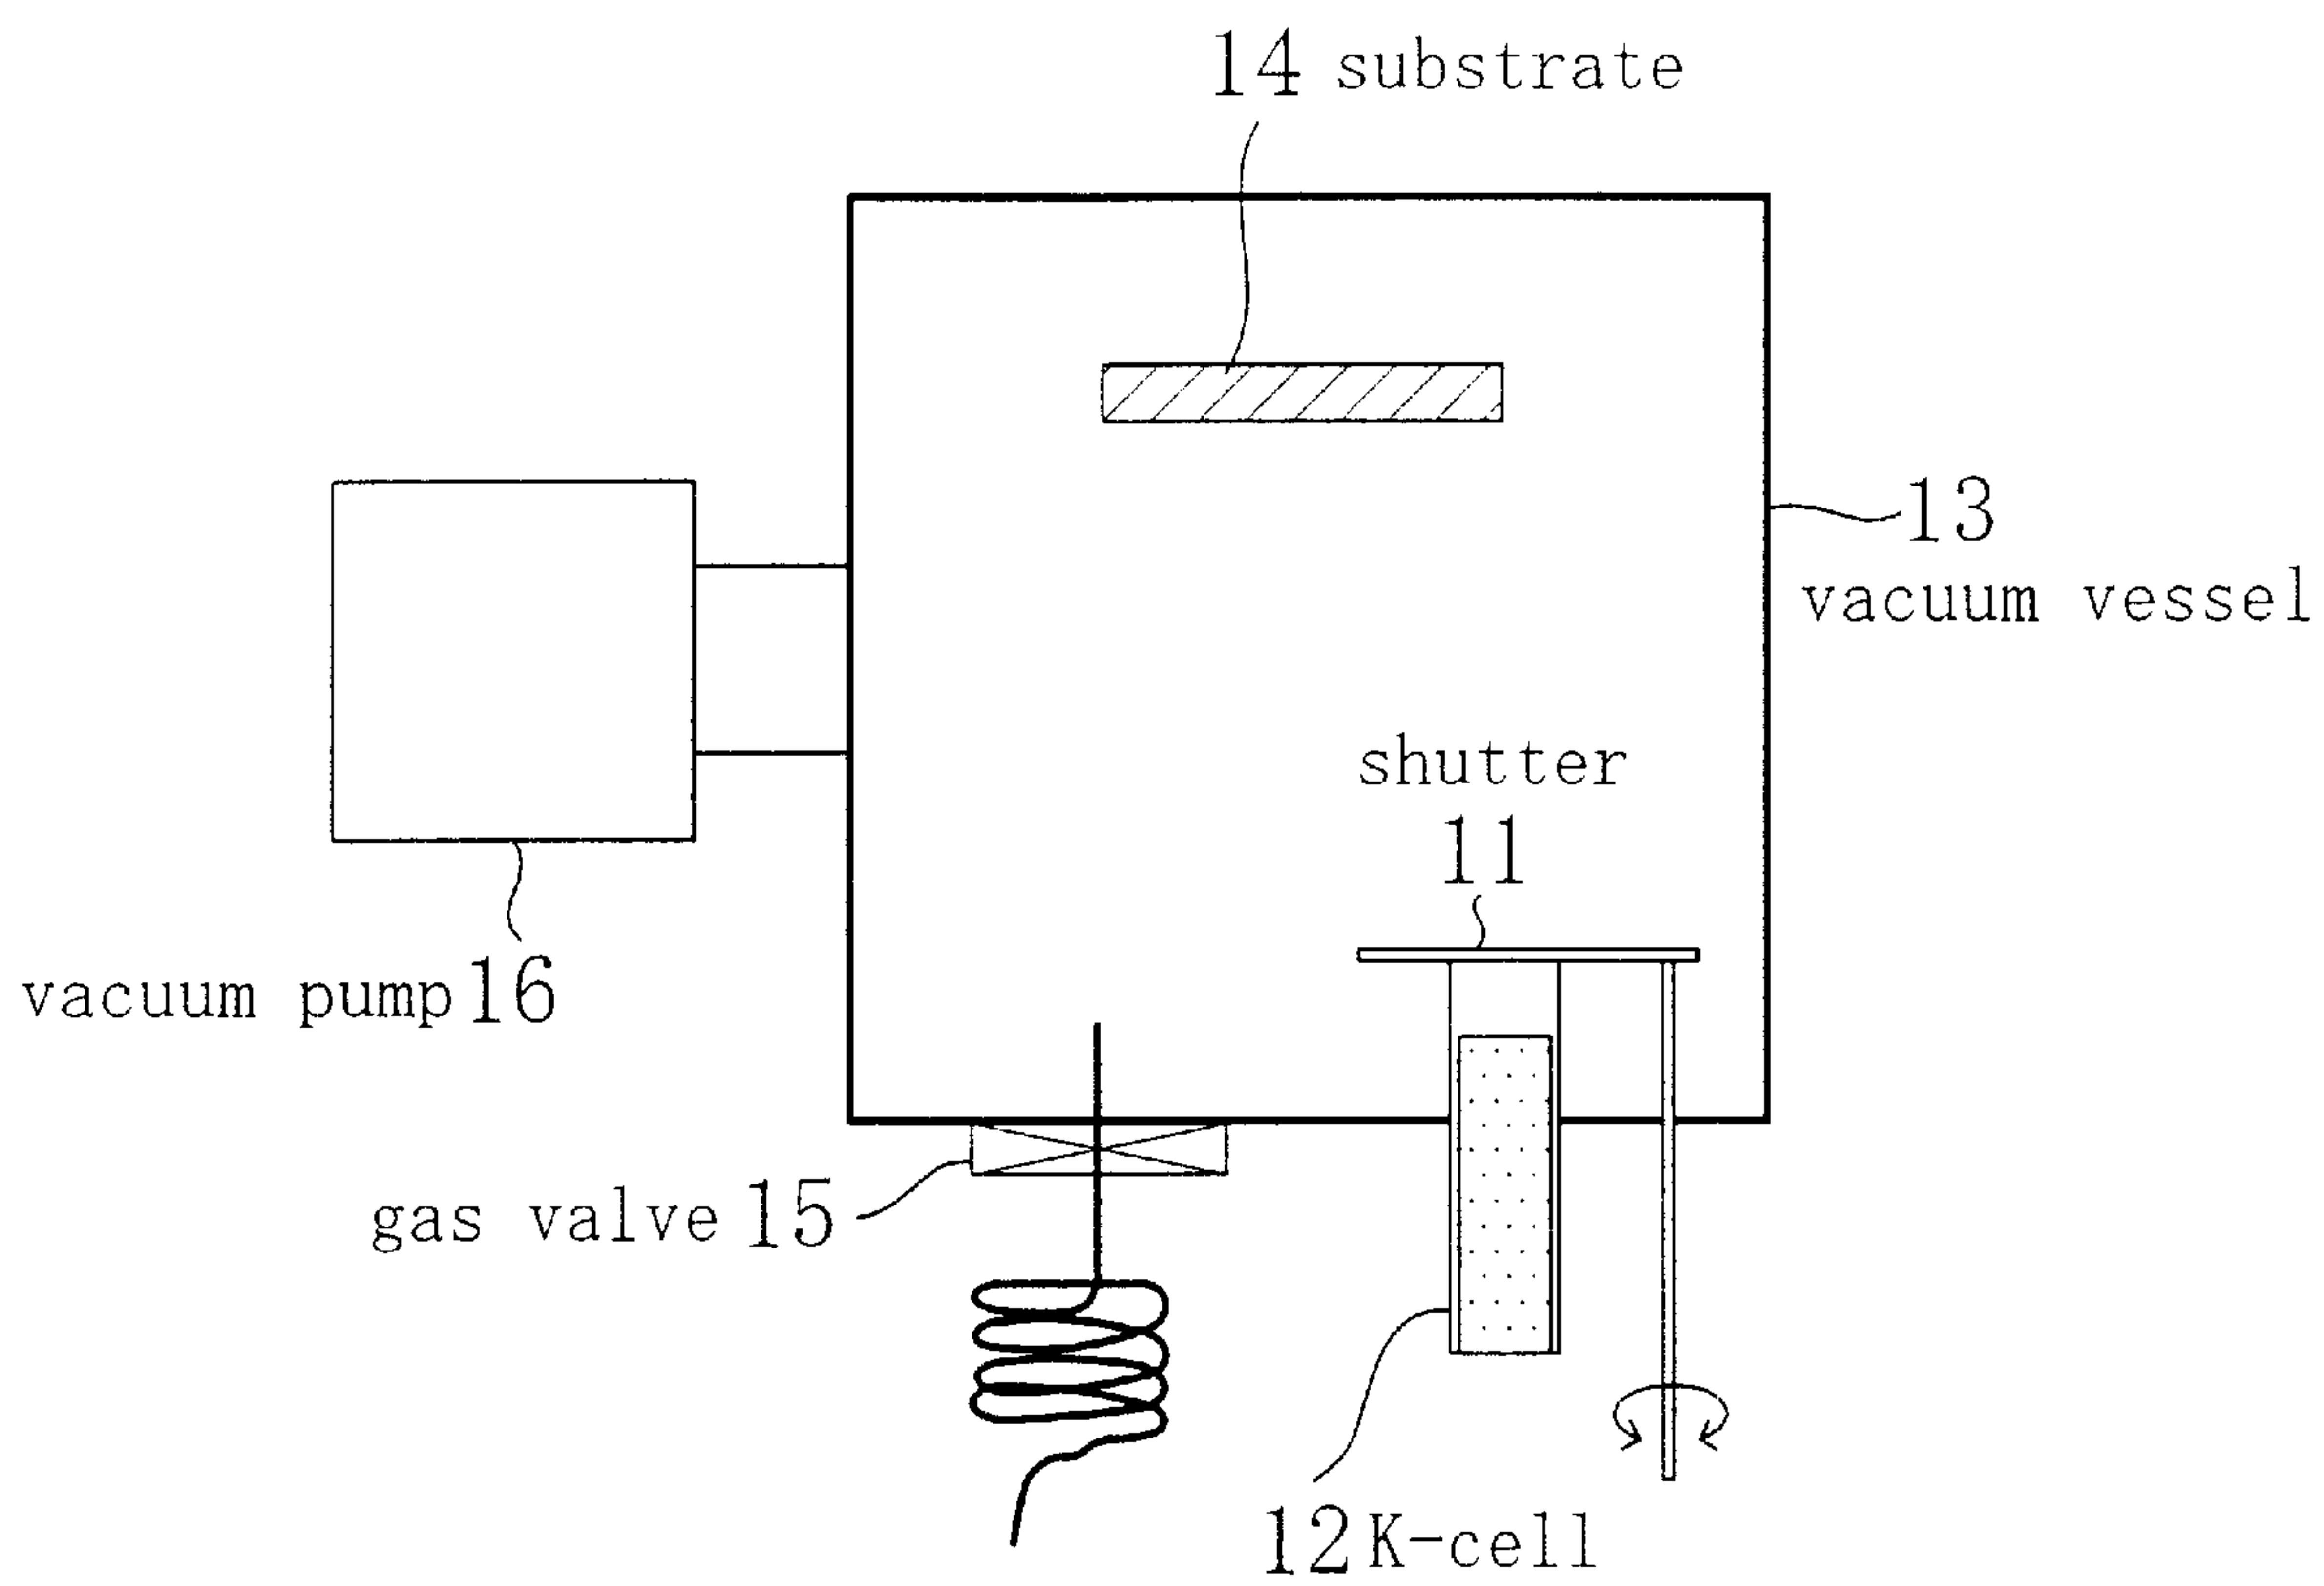 14 substrate
13
vacuum vessel
shutter
11
vacuum pump 16
gas valve 15
12 K-cell